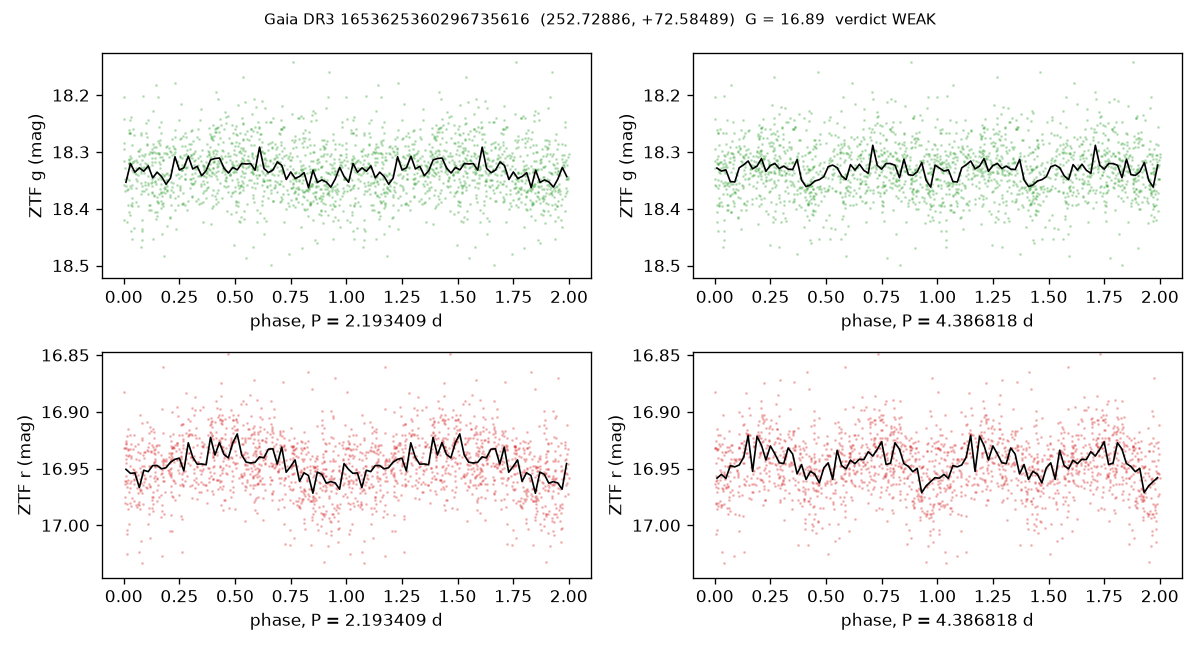 Gaia DR3 1653625360296735616  (252.72886, +72.58489)  G = 16.89  verdict WEAK
ZTF g (mag)
18.2
18.3
18.4
18.5
0.00 0.25 0.50 0.75 1.00 1.25 1.50 1.75 2.00
phase, P = 2.193409 d
ZTF g (mag)
18.2
18.3
18.4
18.5
0.00 0.25 0.50 0.75 1.00 1.25 1.50 1.75 2.00
phase, P = 4.386818 d
ZTF r (mag)
16.85
16.90
16.95
17.00
0.00 0.25 0.50 0.75 1.00 1.25 1.50 1.75 2.00
phase, P = 2.193409 d
ZTF r (mag)
16.85
16.90
16.95
17.00
0.00 0.25 0.50 0.75 1.00 1.25 1.50 1.75 2.00
phase, P = 4.386818 d